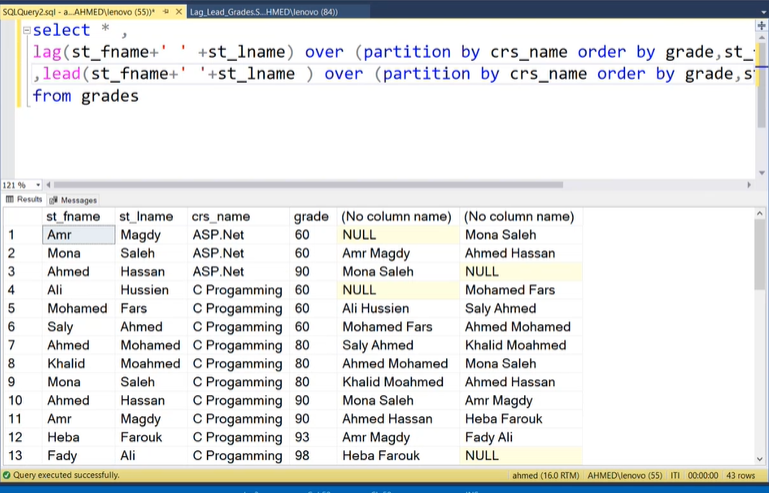 SQLQuery2.sql - a...AHMED\lenovo (55))* Lag_Lead_Grades.S...HMED\lenovo (84))
select * ,
lag(st_fname+' ' +st_lname) over (partition by crs_name order by grade,st_
,lead(st_fname+' '+st_lname ) over (partition by crs_name order by grade,s
from grades
121 %
Results Messages
st_fname st_lname crs_name grade (No column name) (No column name)
1 Amr Magdy ASP.Net 60 NULL Mona Saleh
2 Mona Saleh ASP.Net 60 Amr Magdy Ahmed Hassan
3 Ahmed Hassan ASP.Net 90 Mona Saleh NULL
4 Ali Hussien C Progamming 60 NULL Mohamed Fars
5 Mohamed Fars C Progamming 60 Ali Hussien Saly Ahmed
6 Saly Ahmed C Progamming 60 Mohamed Fars Ahmed Mohamed
7 Ahmed Mohamed C Progamming 80 Saly Ahmed Khalid Moahmed
8 Khalid Moahmed C Progamming 80 Ahmed Mohamed Mona Saleh
9 Mona Saleh C Progamming 80 Khalid Moahmed Ahmed Hassan
10 Ahmed Hassan C Progamming 90 Mona Saleh Amr Magdy
11 Amr Magdy C Progamming 90 Ahmed Hassan Heba Farouk
12 Heba Farouk C Progamming 93 Amr Magdy Fady Ali
13 Fady Ali C Progamming 98 Heba Farouk NULL
Query executed successfully. ahmed (16.0 RTM) AHMED\lenovo (55) ITI 00:00:00 43 rows